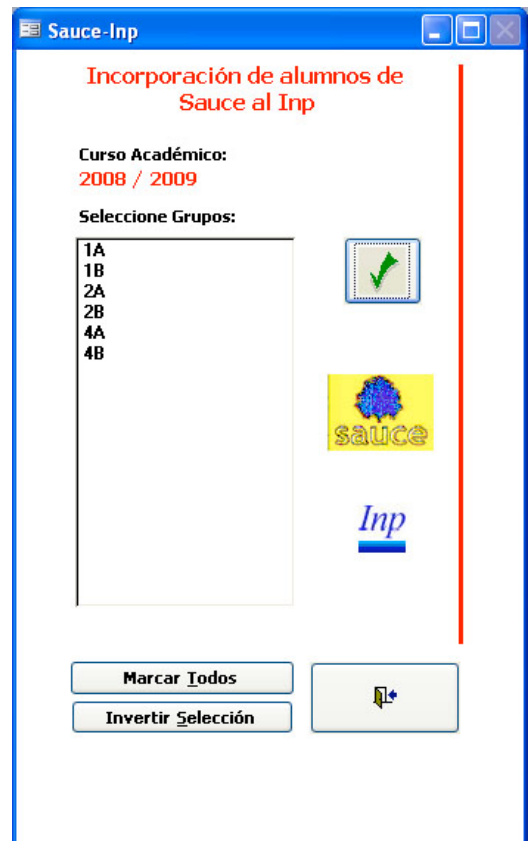 Sauce-Inp
Incorporación de alumnos de
Sauce al Inp
Curso Académico:
2008 / 2009
Seleccione Grupos:
1A
1B
2A
2B
4A
4B
sauce
Inp
Marcar Todos
Invertir Selección